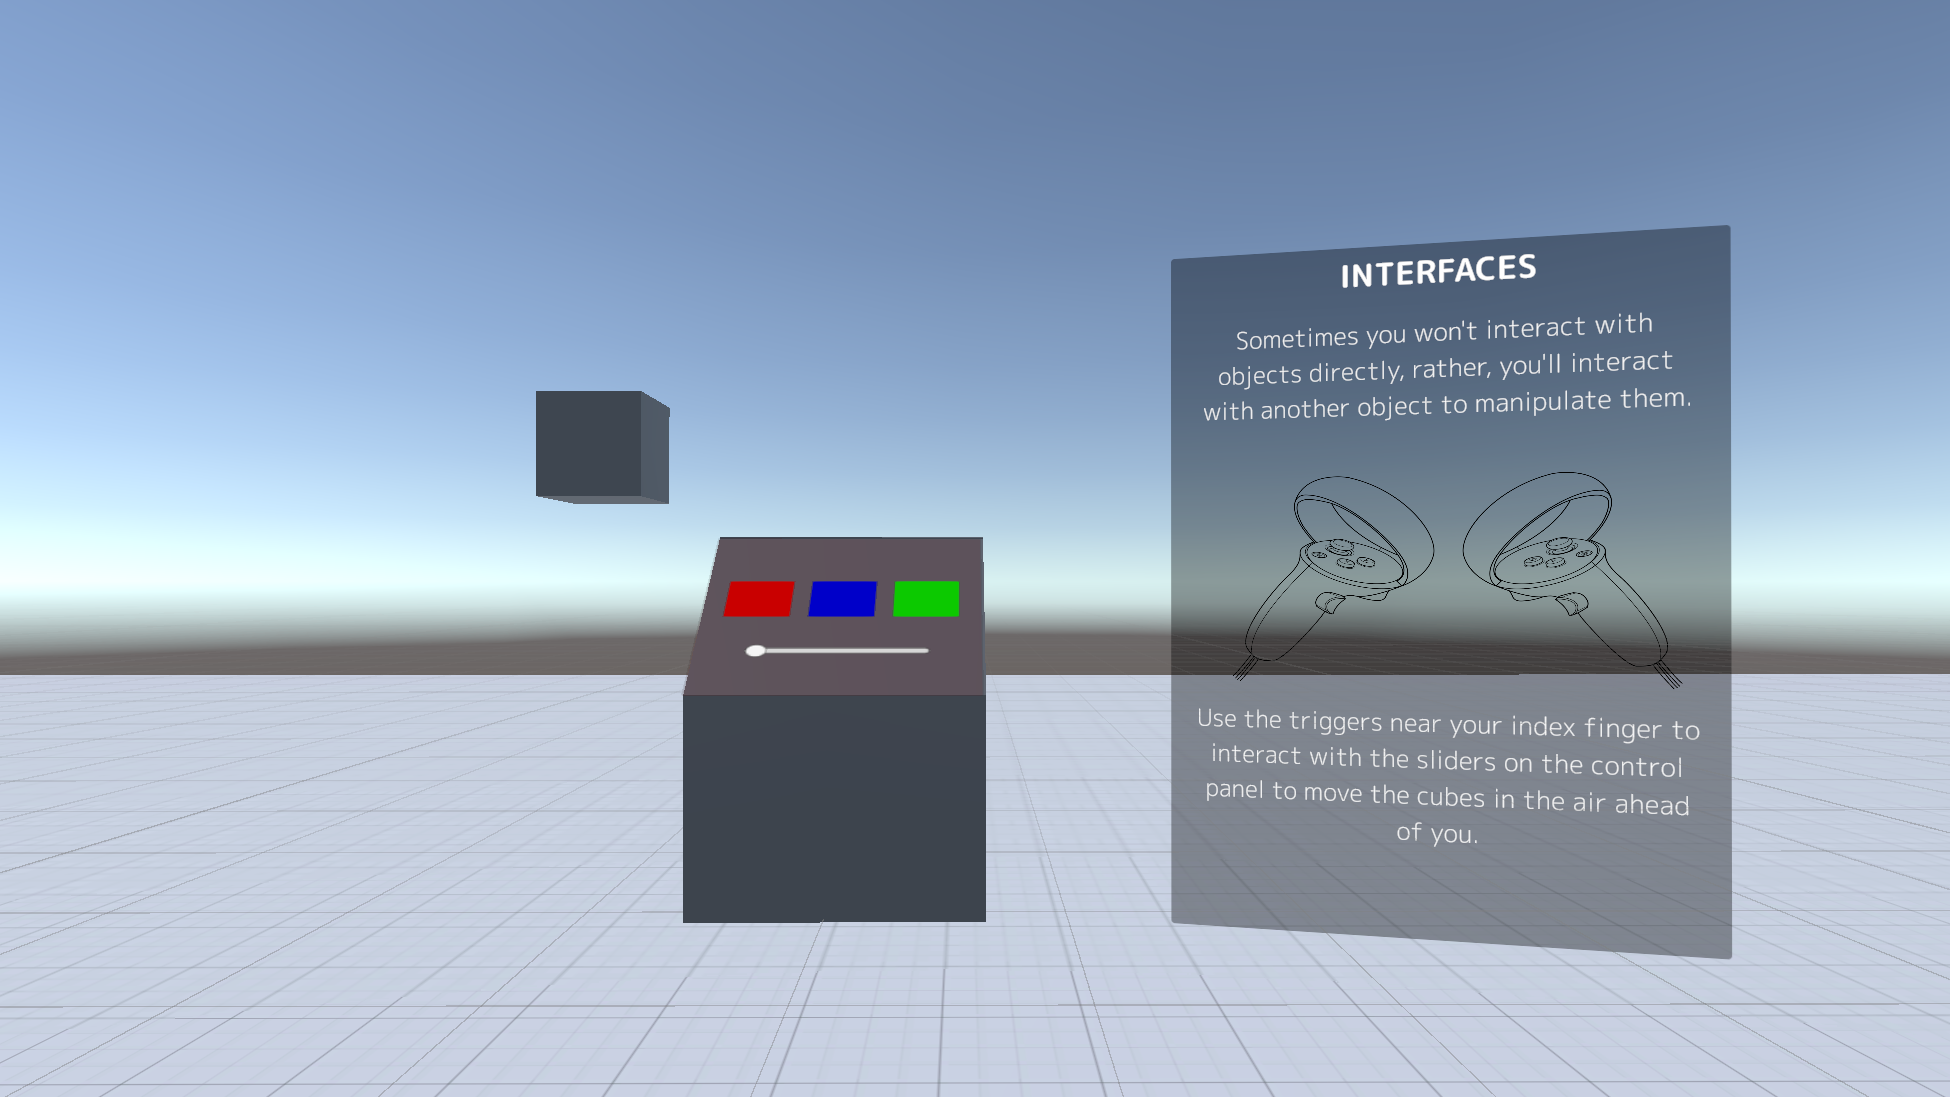 INTERFACES
Sometimes you won't interact with
objects directly, rather, you'll interact
with another object to manipulate them.
Use the triggers near your index finger to
interact with the sliders on the control
panel to move the cubes in the air ahead
of you.